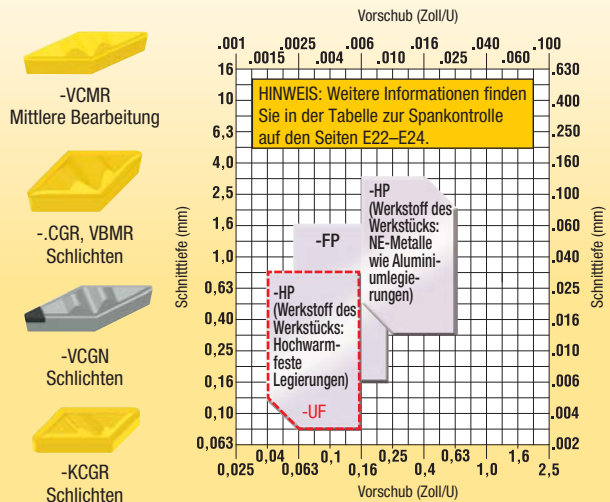 -VCMR
Mittlere Bearbeitung
-.CGR, VBMR
Schlichten
-VCGN
Schlichten
-KCGR
Schlichten
Vorschub (Zoll/U)
.001 .0025 .006 .016 .040 .100
.0015 .004 .010 .025 .060
16
10
6,3
4,0
2,5
1,6
1,0
0,63
0,40
0,25
0,16
0,10
0,063
Schnitttiefe (mm)
HINWEIS: Weitere Informationen finden
Sie in der Tabelle zur Spankontrolle
auf den Seiten E22–E24.
-HP
(Werkstoff des
Werkstücks:
NE-Metalle
wie Alumini-
umlegie-
rungen)
-FP
-HP
(Werkstoff des
Werkstücks:
Hochwarm-
feste
Legierungen)
-UF
.630
.400
.250
.160
.100
.060
.040
.025
.016
.010
.006
.004
.002
Schnitttiefe (mm)
0,04 0,1 0,25 0,63 1,6
0,025 0,063 0,16 0,4 1,0 2,5
Vorschub (Zoll/U)